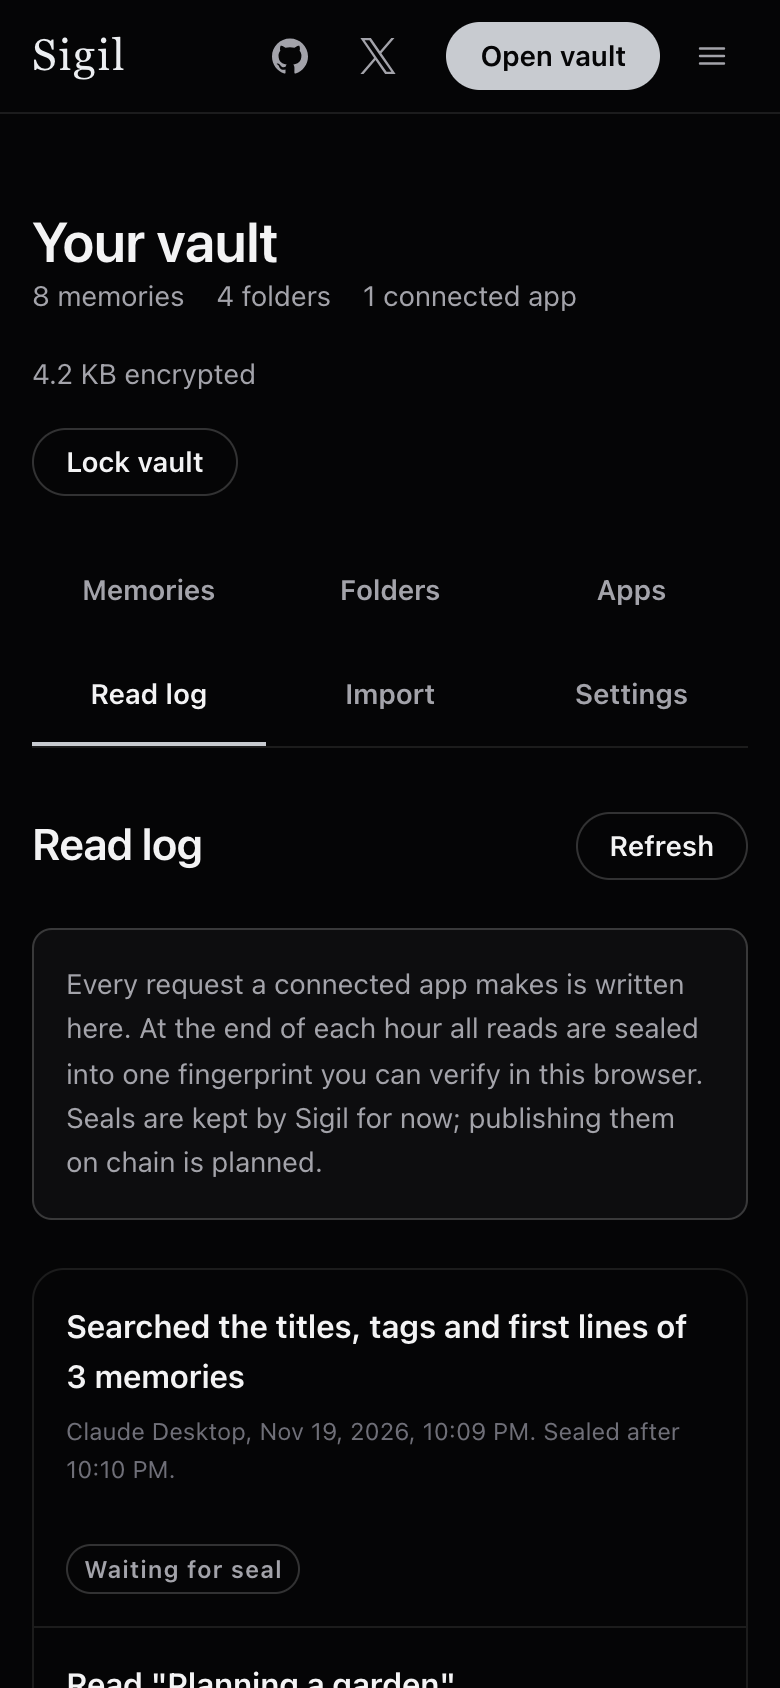 Sigil
Open vault
Your vault
8 memories 4 folders 1 connected app
4.2 KB encrypted
Lock vault
Memories Folders Apps
Read log Import Settings
Read log Refresh
Every request a connected app makes is written
here. At the end of each hour all reads are sealed
into one fingerprint you can verify in this browser.
Seals are kept by Sigil for now; publishing them
on chain is planned.
Searched the titles, tags and first lines of
3 memories
Claude Desktop, Nov 19, 2026, 10:09 PM. Sealed after
10:10 PM.
Waiting for seal
Read "Planning a garden"